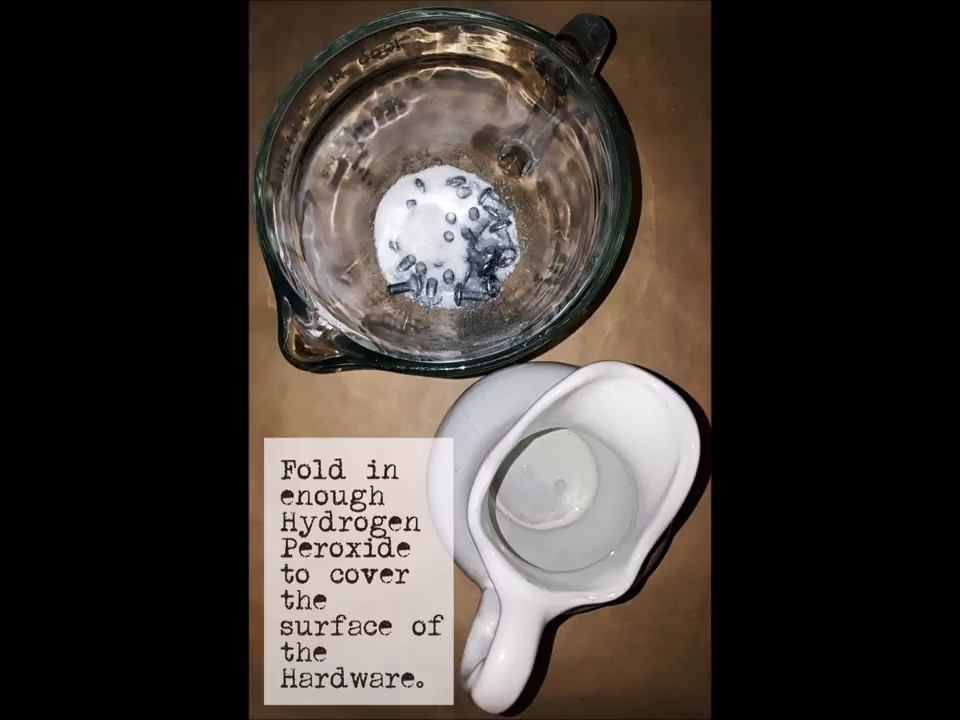 Fold in
enough
Hydrogen
Peroxide
to cover
the
surface of
the
Hardware.